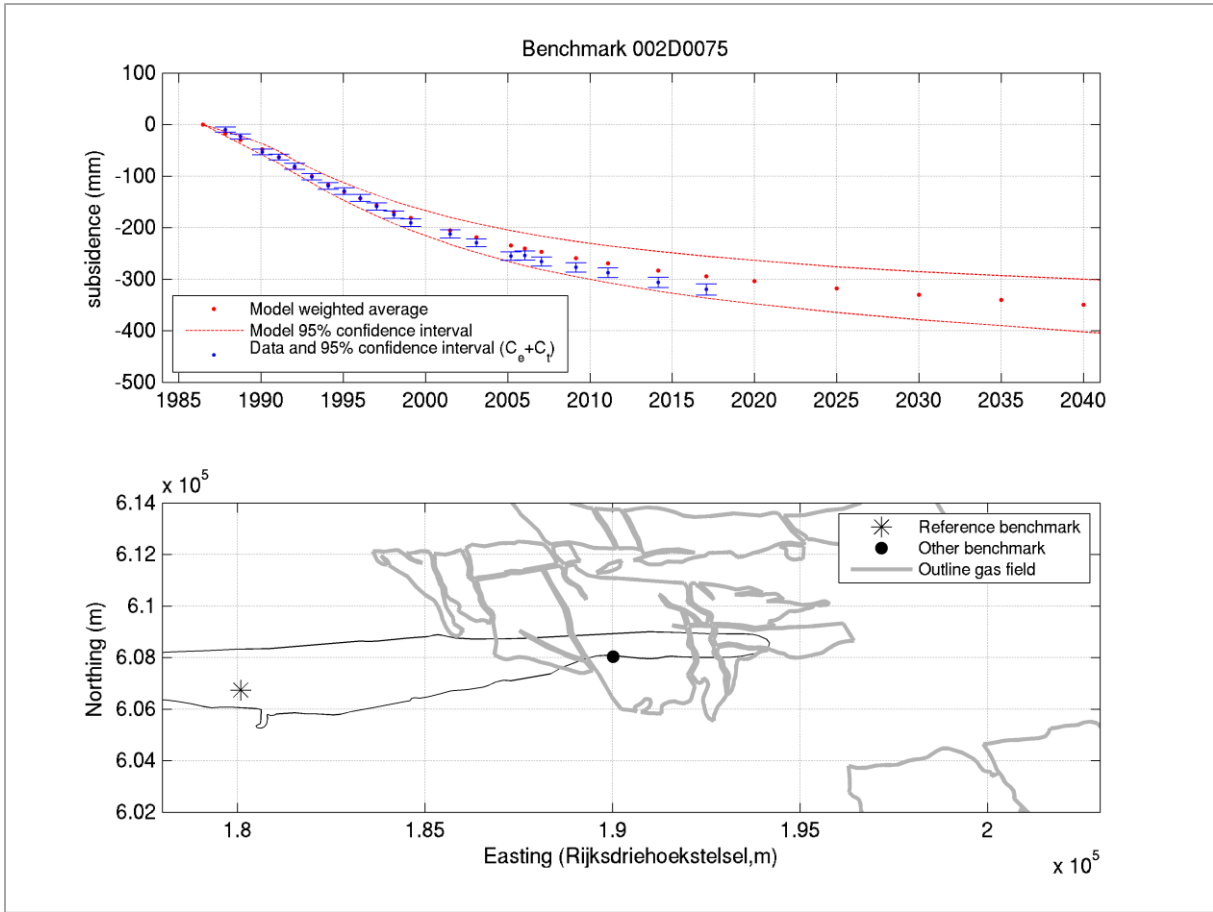 Benchmark 002D0075
100
0
-100
-200
-300
-400
-500
subsidence (mm)
Model weighted average
Model 95% confidence interval
Data and 95% confidence interval (Ce+Ct)
1985 1990 1995 2000 2005 2010 2015 2020 2025 2030 2035 2040
x 10^5
6.14
6.12
6.1
6.08
6.06
6.04
6.02
Northing (m)
Reference benchmark
Other benchmark
Outline gas field
1.8 1.85 1.9 1.95 2
Easting (Rijksdriehoekstelsel,m)
x 10^5